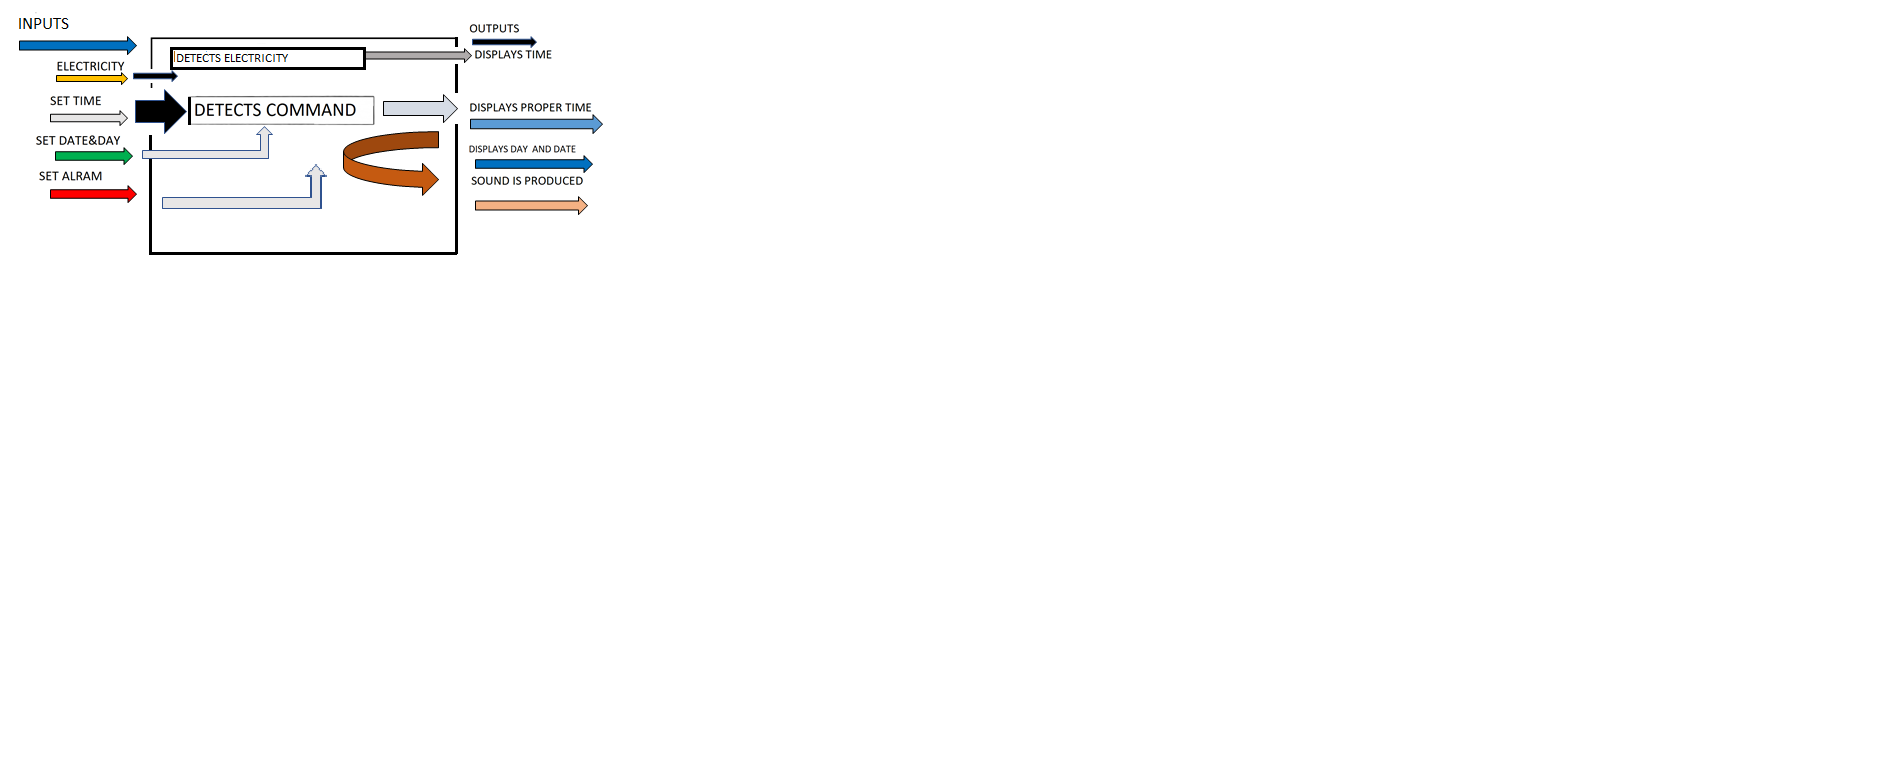 INPUTS
ELECTRICITY
SET TIME
SET DATE&DAY
SET ALRAM
DETECTS ELECTRICITY
DETECTS COMMAND
OUTPUTS
DISPLAYS TIME
DISPLAYS PROPER TIME
DISPLAYS DAY AND DATE
SOUND IS PRODUCED